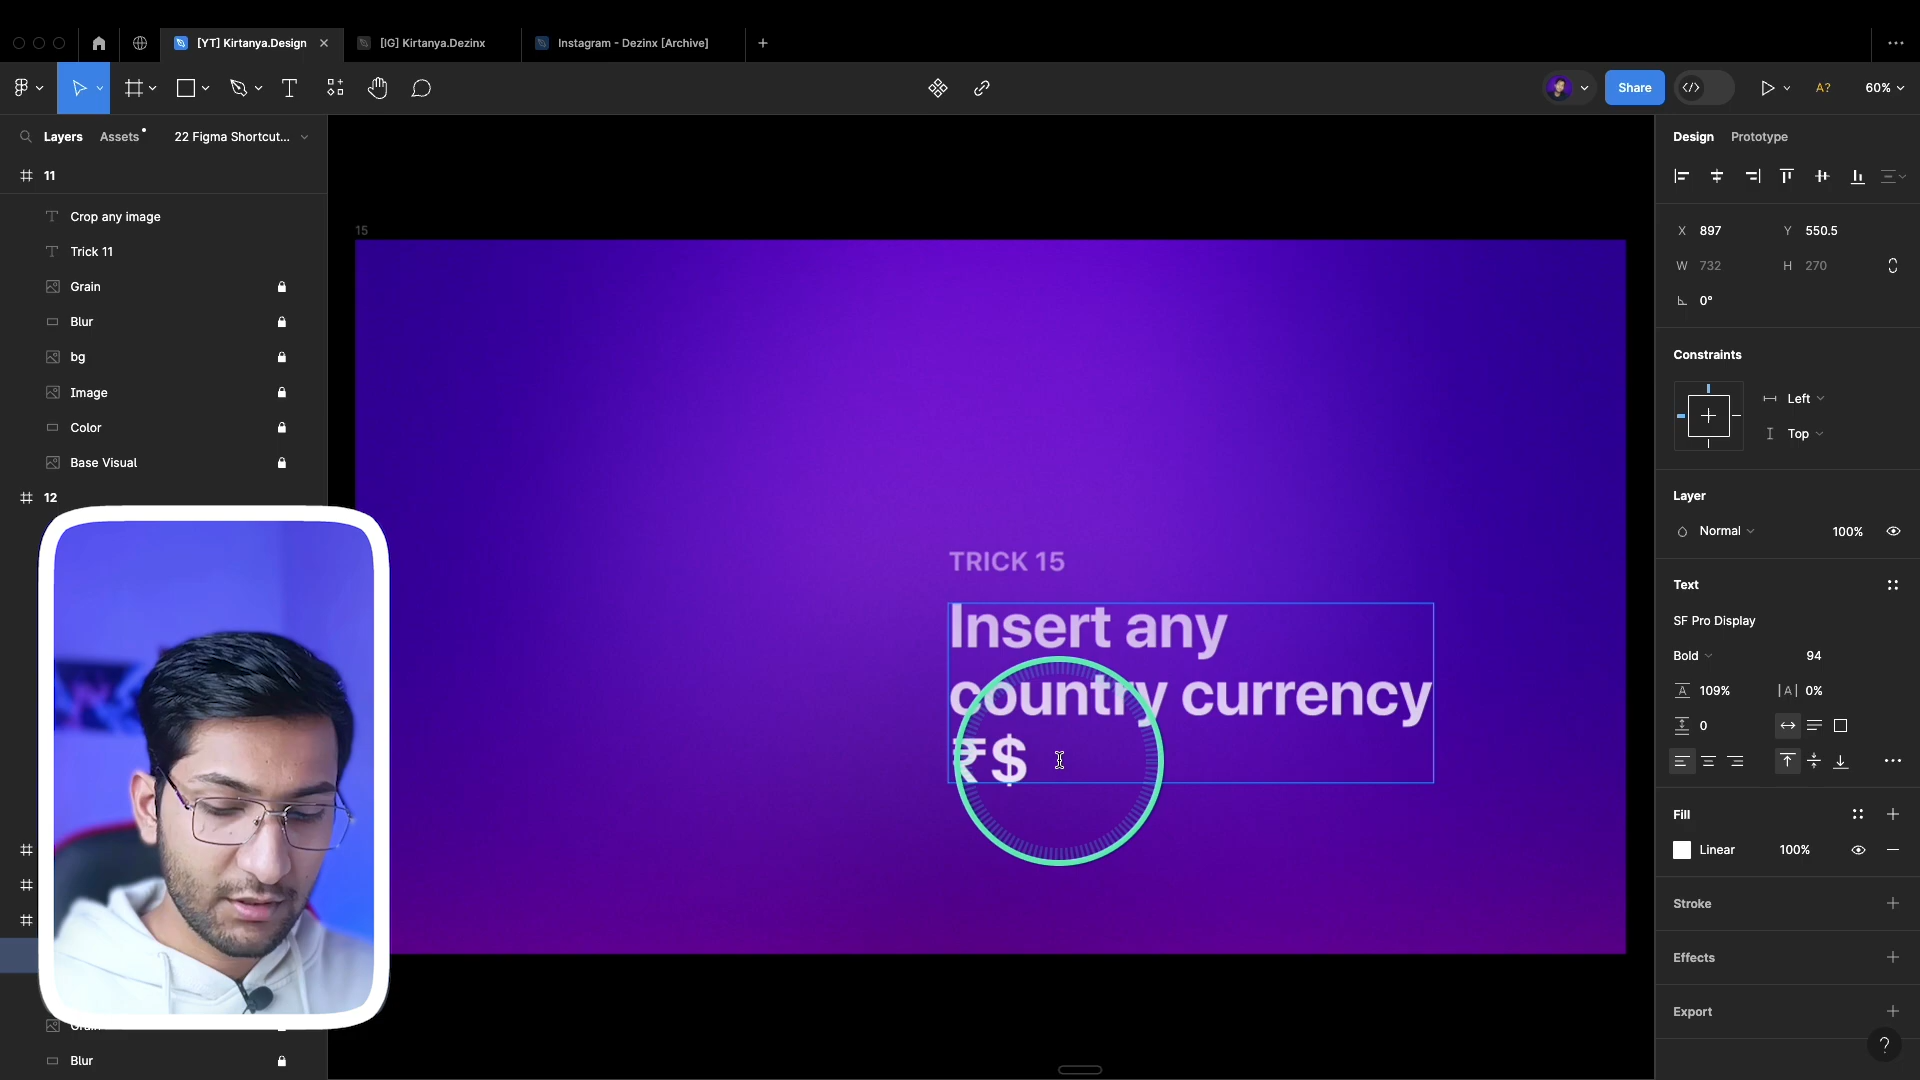 [YT] Kirtanya.Design
[IG] Kirtanya.Dezinx
Instagram - Dezinx [Archive]
Share
A?
60%
Layers
Assets
22 Figma Shortcut...
11
Crop any image
Trick 11
Grain
Blur
bg
Image
Color
Base Visual
12
Blur
15
TRICK 15
Insert any
country currency
₹$
Design
Prototype
X 897
Y 550.5
W 732
H 270
0°
Constraints
Left
Top
Layer
Normal
100%
Text
SF Pro Display
Bold
94
A 109%
|A| 0%
0
Fill
Linear
100%
Stroke
Effects
Export
?